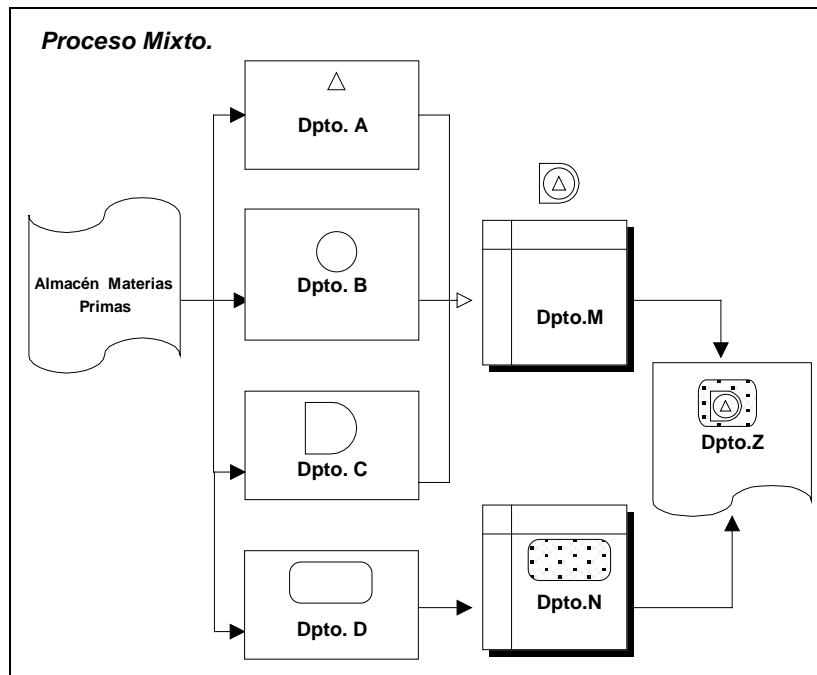 Proceso Mixto.
Dpto. A
Dpto. B
Almacén Materias
Primas
Dpto.M
Dpto. C
Dpto.Z
Dpto. D
Dpto.N